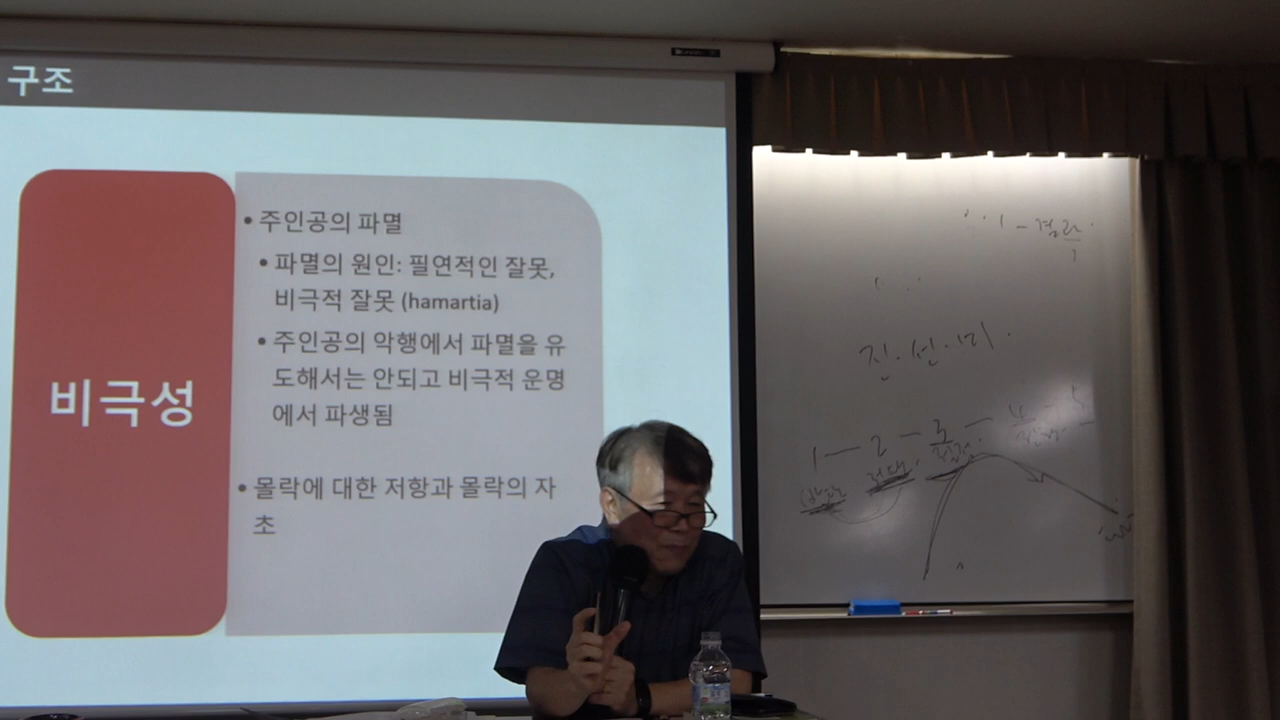 구조
비극성
• 주인공의 파멸
• 파멸의 원인: 필연적인 잘못,
비극적 잘못 (hamartia)
• 주인공의 악행에서 파멸을 유
도해서는 안되고 비극적 운명
에서 파생됨
• 몰락에 대한 저항과 몰락의 자
초
진·선·미·
1 — 2 — 3 —